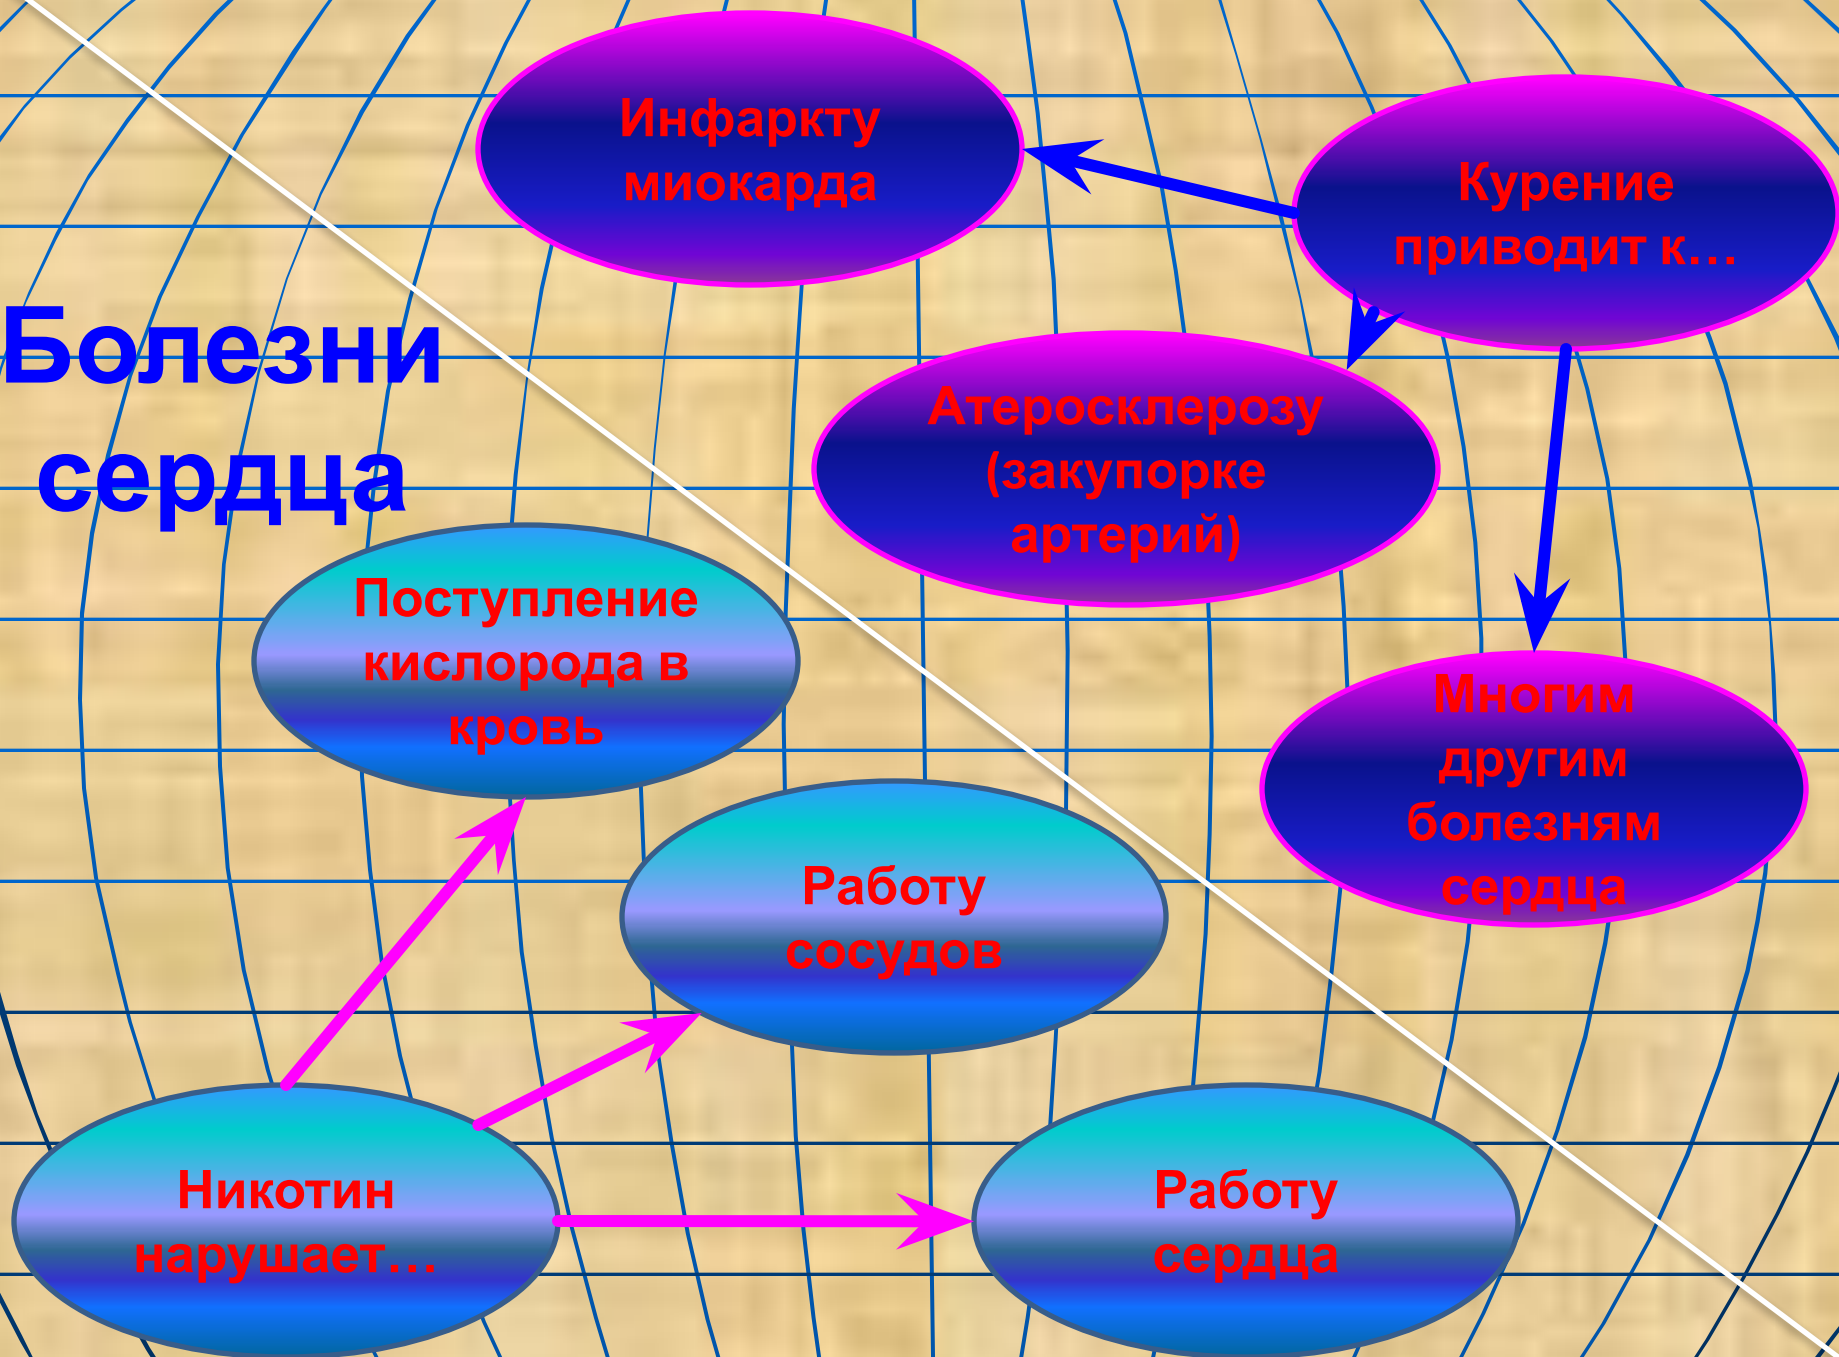 Инфаркту
миокарда
Курение
приводит к…
Болезни
сердца
Атеросклерозу
(закупорке
артерий)
Поступление
кислорода в
кровь
Многим
другим
болезням
сердца
Работу
сосудов
Никотин
нарушает…
Работу
сердца